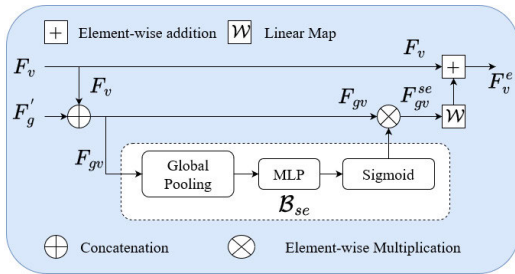 + Element-wise addition W Linear Map
F_v F_v F_v^e
F_v
F_g' F_gv F_gv^se W
F_gv
Global Pooling MLP Sigmoid
B_se
Concatenation Element-wise Multiplication